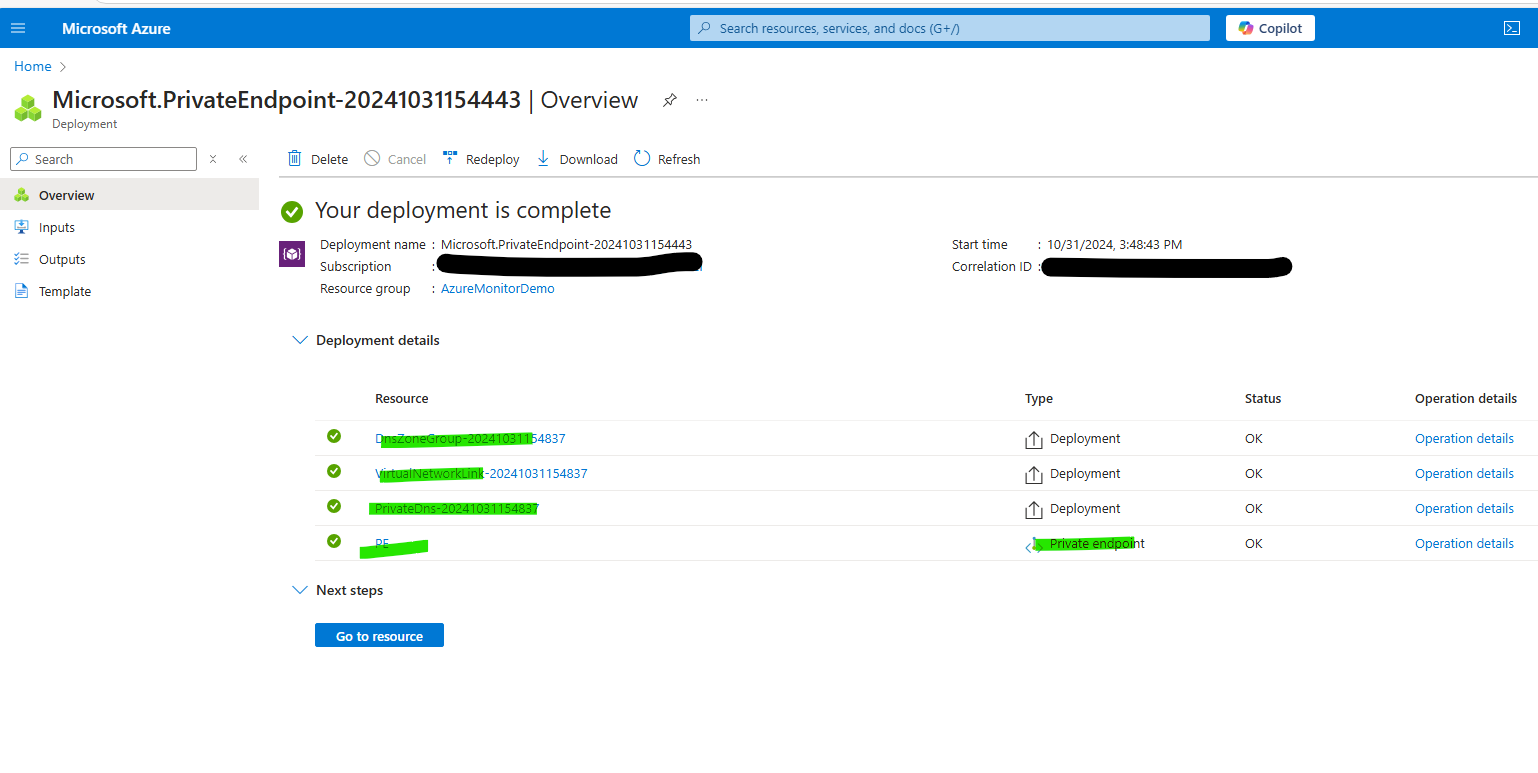 Microsoft Azure
Search resources, services, and docs (G+/)
Copilot
Home
Microsoft.PrivateEndpoint-20241031154443 | Overview
Deployment
Search
Delete
Cancel
Redeploy
Download
Refresh
Overview
Inputs
Outputs
Template
Your deployment is complete
Deployment name : Microsoft.PrivateEndpoint-20241031154443
Subscription :
Resource group : AzureMonitorDemo
Start time : 10/31/2024, 3:48:43 PM
Correlation ID :
Deployment details
Resource Type Status Operation details
DnsZoneGroup-20241031154837 Deployment OK Operation details
VirtualNetworkLink-20241031154837 Deployment OK Operation details
PrivateDns-20241031154837 Deployment OK Operation details
PE Private endpoint OK Operation details
Next steps
Go to resource